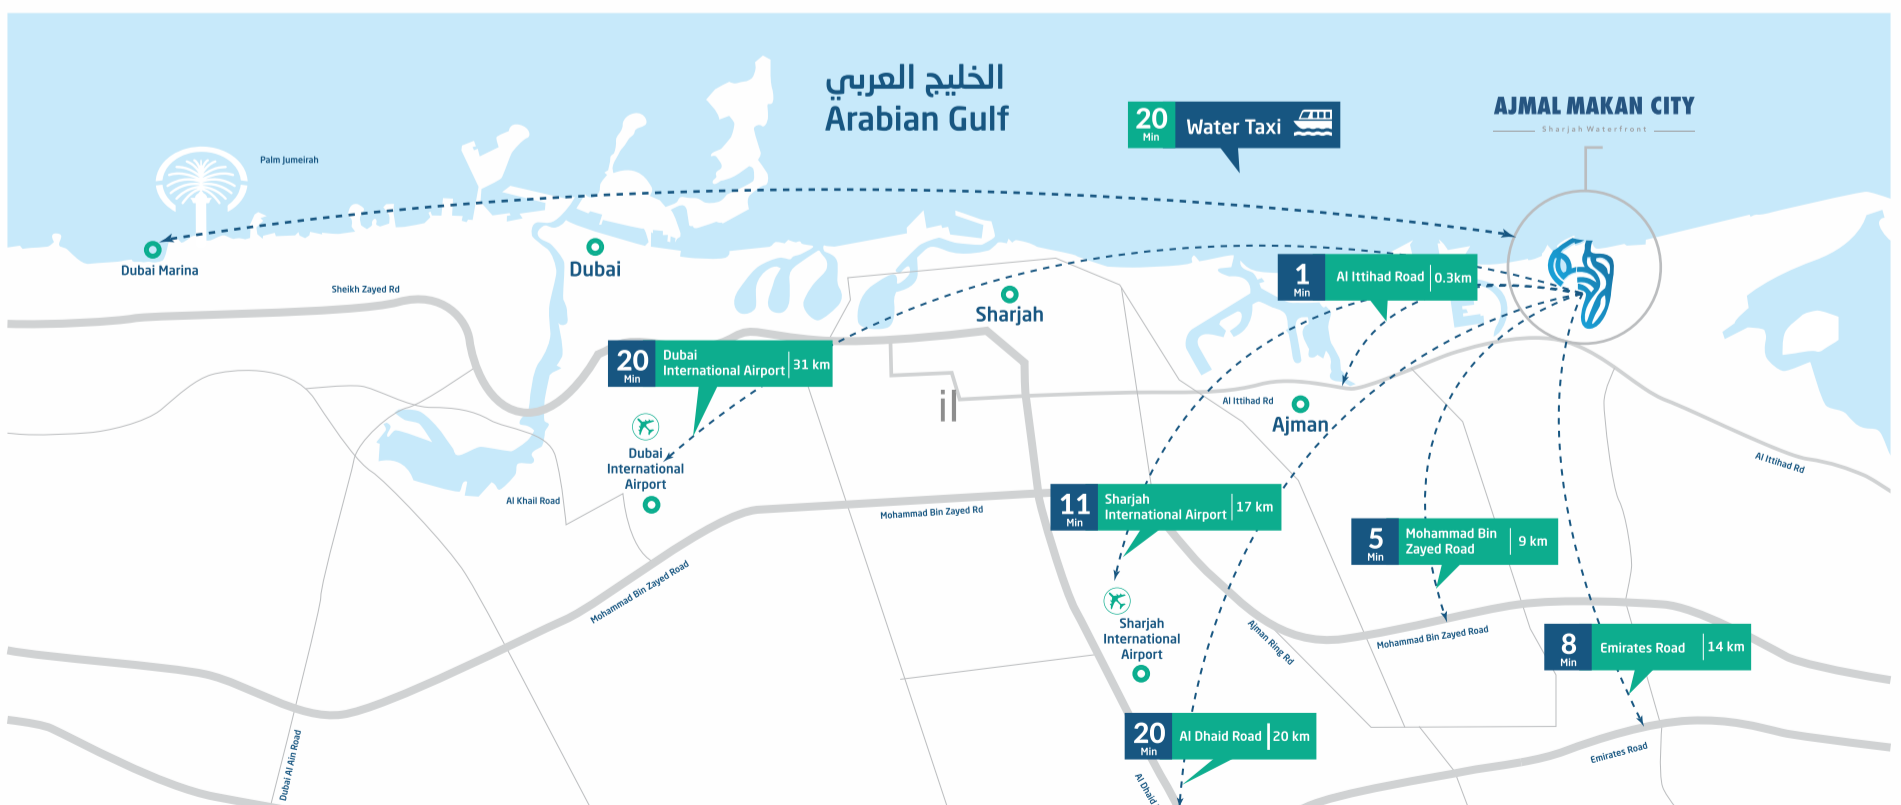 الخليج العربي
Arabian Gulf
20
Min
Water Taxi
AJMAL MAKAN CITY
Sharjah Waterfront
Palm Jumeirah
Dubai Marina
Dubai
Sheikh Zayed Rd
Sharjah
1
Min
Al Ittihad Road
0.3km
20
Min
Dubai
International Airport
31 km
il
Al Ittihad Rd
Ajman
Dubai
International
Airport
Al Ittihad Rd
Al Khail Road
Mohammad Bin Zayed Rd
11
Min
Sharjah
International Airport
17 km
5
Min
Mohammad Bin
Zayed Road
9 km
Mohammad Bin Zayed Road
Sharjah
International
Airport
Ajman Ring Rd
Mohammad Bin Zayed Road
8
Min
Emirates Road
14 km
20
Min
Al Dhaid Road
20 km
Emirates Road
Dubai Al Ain Road
Al Dhaid